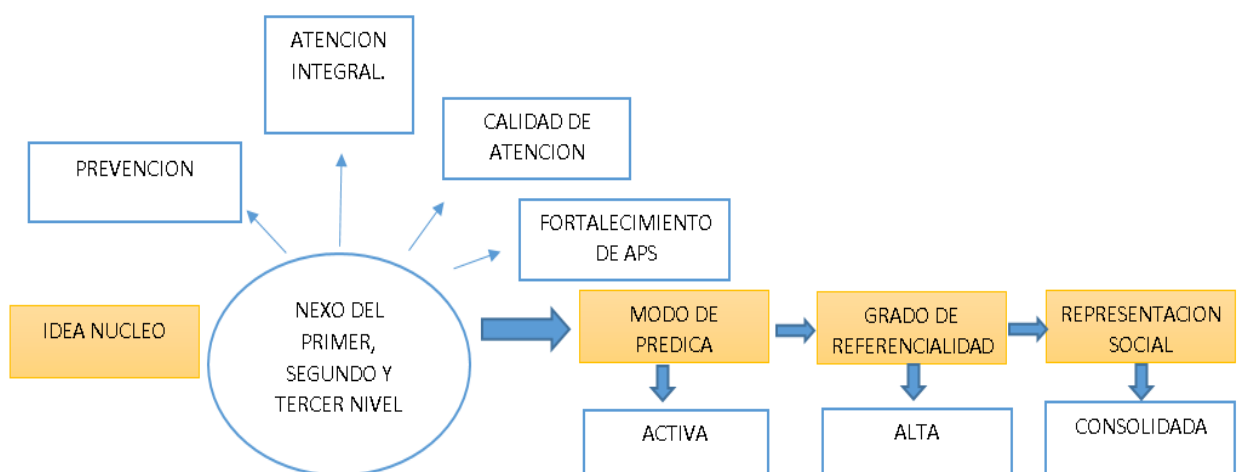 ATENCION
INTEGRAL.
CALIDAD DE
ATENCION
PREVENCION
FORTALECIMIENTO
DE APS
IDEA NUCLEO
NEXO DEL
PRIMER,
SEGUNDO Y
TERCER NIVEL
MODO DE
PREDICA
GRADO DE
REFERENCIALIDAD
REPRESENTACION
SOCIAL
ACTIVA
ALTA
CONSOLIDADA